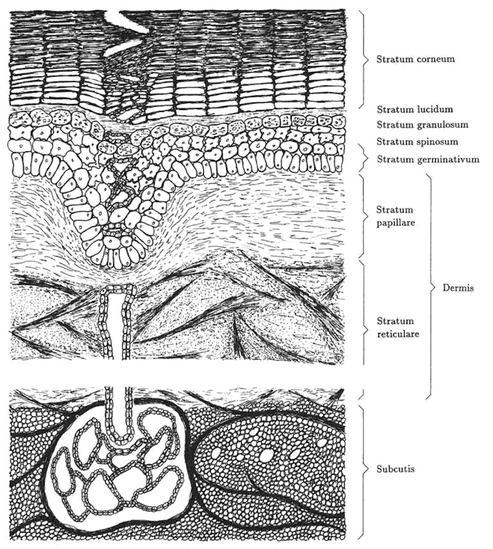 Stratum corneum
Stratum lucidum
Stratum granulosum
Stratum spinosum
Stratum germinativum
Stratum
papillare
Dermis
Stratum
reticulare
Subcutis